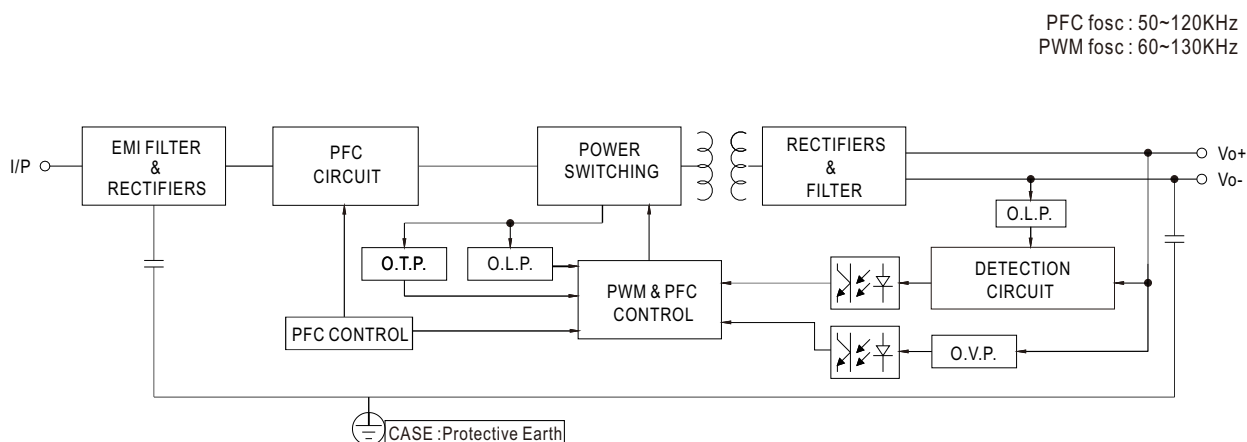 PFC fosc : 50~120KHz
PWM fosc : 60~130KHz
I/P
EMI FILTER
&
RECTIFIERS
PFC
CIRCUIT
POWER
SWITCHING
RECTIFIERS
&
FILTER
Vo+
Vo-
O.L.P.
O.T.P.
O.L.P.
PWM & PFC
CONTROL
DETECTION
CIRCUIT
PFC CONTROL
O.V.P.
CASE :Protective Earth